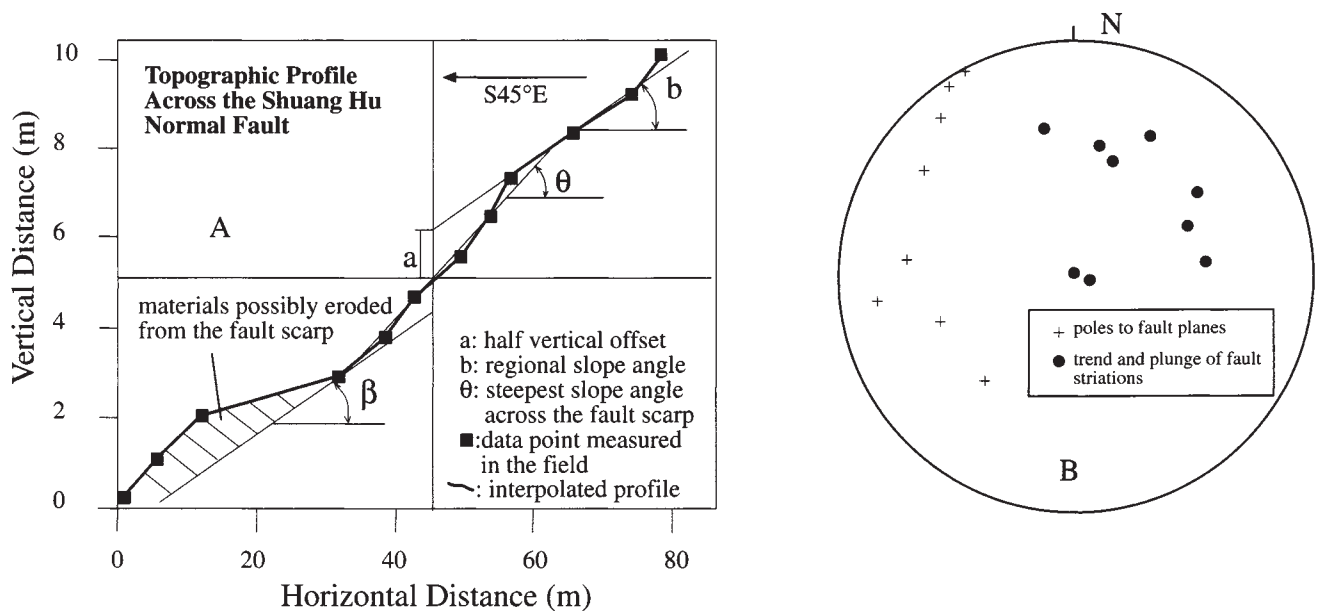 Topographic Profile
Across the Shuang Hu
Normal Fault
S45°E
b
θ
A
a
materials possibly eroded
from the fault scarp
β
a: half vertical offset
b: regional slope angle
θ: steepest slope angle
across the fault scarp
:data point measured
in the field
: interpolated profile
Vertical Distance (m)
10
8
6
4
2
0
0
20
40
60
80
Horizontal Distance (m)
N
+ poles to fault planes
● trend and plunge of fault
striations
B